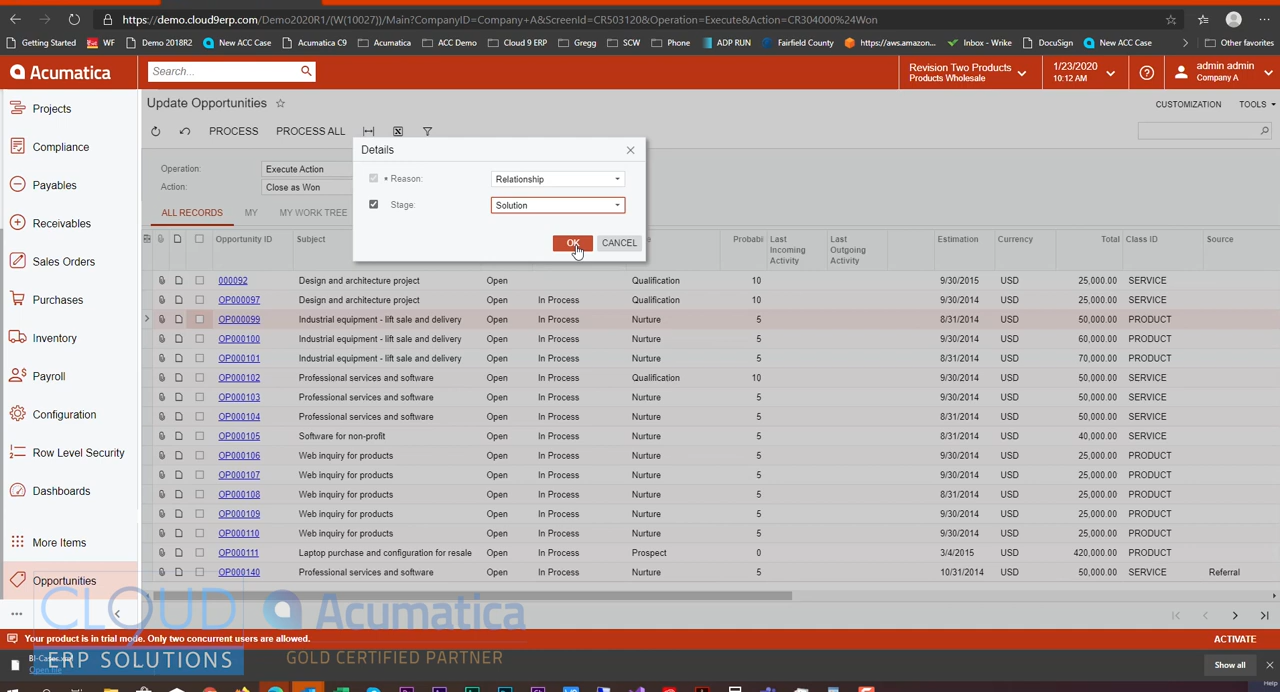 https://demo.cloud9erp.com/Demo2020R1/(W(10027))/Main?CompanyID=Company+A&ScreenId=CR503120&Operation=Execute&Action=CR304000%24Won
Getting Started WF Demo 2018R2 New ACC Case Acumatica C9 Acumatica ACC Demo Cloud 9 ERP Gregg SCW Phone ADP RUN Fairfield County https://aws.amazon... Inbox - Wrike DocuSign New ACC Case Other favorites
Acumatica Search... Revision Two Products Products Wholesale 1/23/2020 10:12 AM admin admin Company A
Projects
Compliance
Payables
Receivables
Sales Orders
Purchases
Inventory
Payroll
Configuration
Row Level Security
Dashboards
More Items
Opportunities
Update Opportunities CUSTOMIZATION TOOLS
PROCESS PROCESS ALL
Operation: Execute Action
Action: Close as Won
ALL RECORDS MY MY WORK TREE
Details
* Reason: Relationship
Stage: Solution
OK CANCEL
Opportunity ID Subject Probabi Last Incoming Activity Last Outgoing Activity Estimation Currency Total Class ID Source
000092 Design and architecture project Open Qualification 10 9/30/2015 USD 25,000.00 SERVICE
OP000097 Design and architecture project Open In Process Qualification 10 9/30/2014 USD 25,000.00 SERVICE
OP000099 Industrial equipment - lift sale and delivery Open In Process Nurture 5 8/31/2014 USD 50,000.00 PRODUCT
OP000100 Industrial equipment - lift sale and delivery Open In Process Nurture 5 9/30/2014 USD 60,000.00 PRODUCT
OP000101 Industrial equipment - lift sale and delivery Open In Process Nurture 5 8/31/2014 USD 70,000.00 PRODUCT
OP000102 Professional services and software Open In Process Qualification 10 9/30/2014 USD 50,000.00 SERVICE
OP000103 Professional services and software Open In Process Nurture 5 9/30/2014 USD 50,000.00 SERVICE
OP000104 Professional services and software Open In Process Nurture 5 8/31/2014 USD 50,000.00 SERVICE
OP000105 Software for non-profit Open In Process Nurture 5 8/31/2014 USD 40,000.00 SERVICE
OP000106 Web inquiry for products Open In Process Nurture 5 9/30/2014 USD 25,000.00 PRODUCT
OP000107 Web inquiry for products Open In Process Nurture 5 9/30/2014 USD 25,000.00 PRODUCT
OP000108 Web inquiry for products Open In Process Nurture 5 8/31/2014 USD 25,000.00 PRODUCT
OP000109 Web inquiry for products Open In Process Nurture 5 9/30/2014 USD 25,000.00 PRODUCT
OP000110 Web inquiry for products Open In Process Nurture 5 9/30/2014 USD 25,000.00 PRODUCT
OP000111 Laptop purchase and configuration for resale Open In Process Prospect 0 3/4/2015 USD 420,000.00 PRODUCT
OP000140 Professional services and software Open In Process Nurture 5 10/31/2014 USD 50,000.00 SERVICE Referral
CLOUD Acumatica
Your product is in trial mode. Only two concurrent users are allowed. ACTIVATE
ERP SOLUTIONS GOLD CERTIFIED PARTNER
Show all
Help